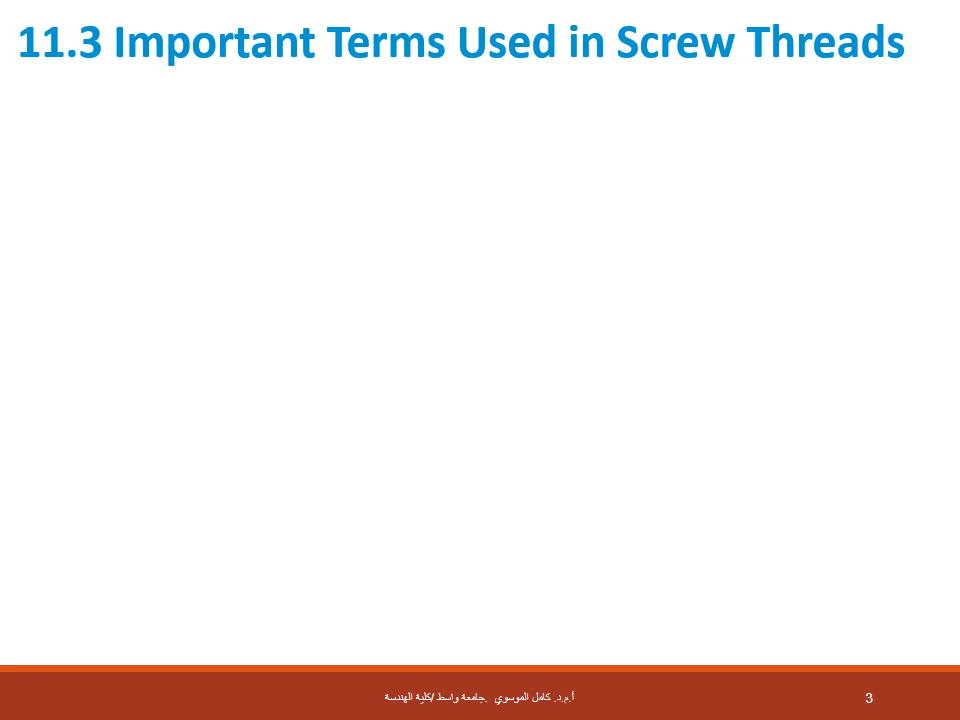 11.3 Important Terms Used in Screw Threads
أ.م.د. كامل الموسوي .جامعة واسط /كلية الهندسة
3